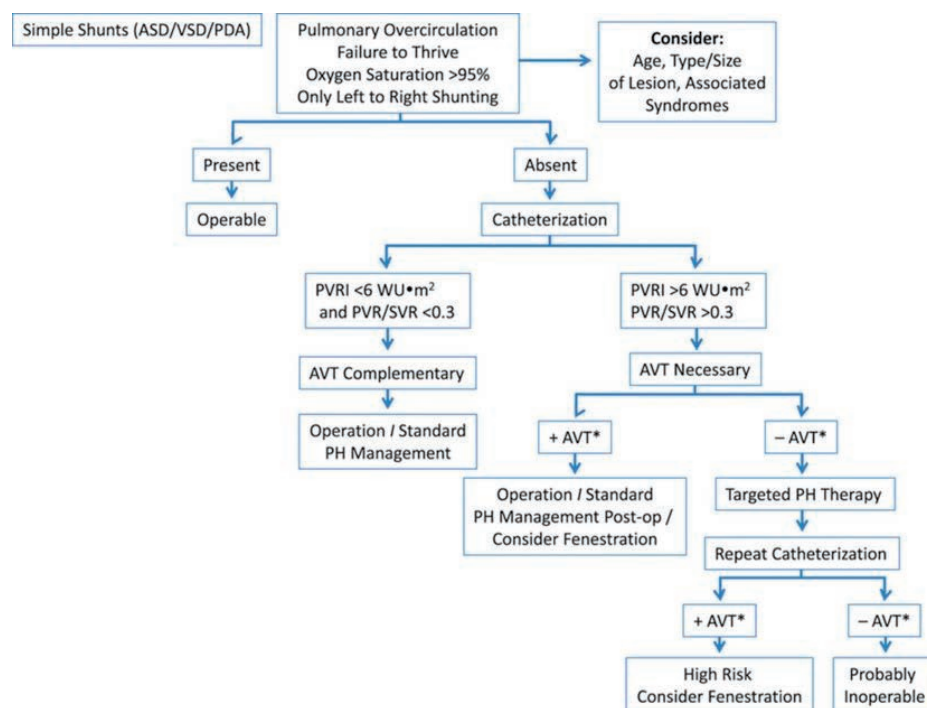 Simple Shunts (ASD/VSD/PDA)
Pulmonary Overcirculation
Failure to Thrive
Oxygen Saturation >95%
Only Left to Right Shunting
Consider:
Age, Type/Size
of Lesion, Associated
Syndromes
Present
Absent
Operable
Catheterization
PVRI <6 WU•m²
and PVR/SVR <0.3
PVRI >6 WU•m²
PVR/SVR >0.3
AVT Complementary
AVT Necessary
Operation / Standard
PH Management
+ AVT*
– AVT*
Operation / Standard
PH Management Post-op /
Consider Fenestration
Targeted PH Therapy
Repeat Catheterization
+ AVT*
– AVT*
High Risk
Consider Fenestration
Probably
Inoperable